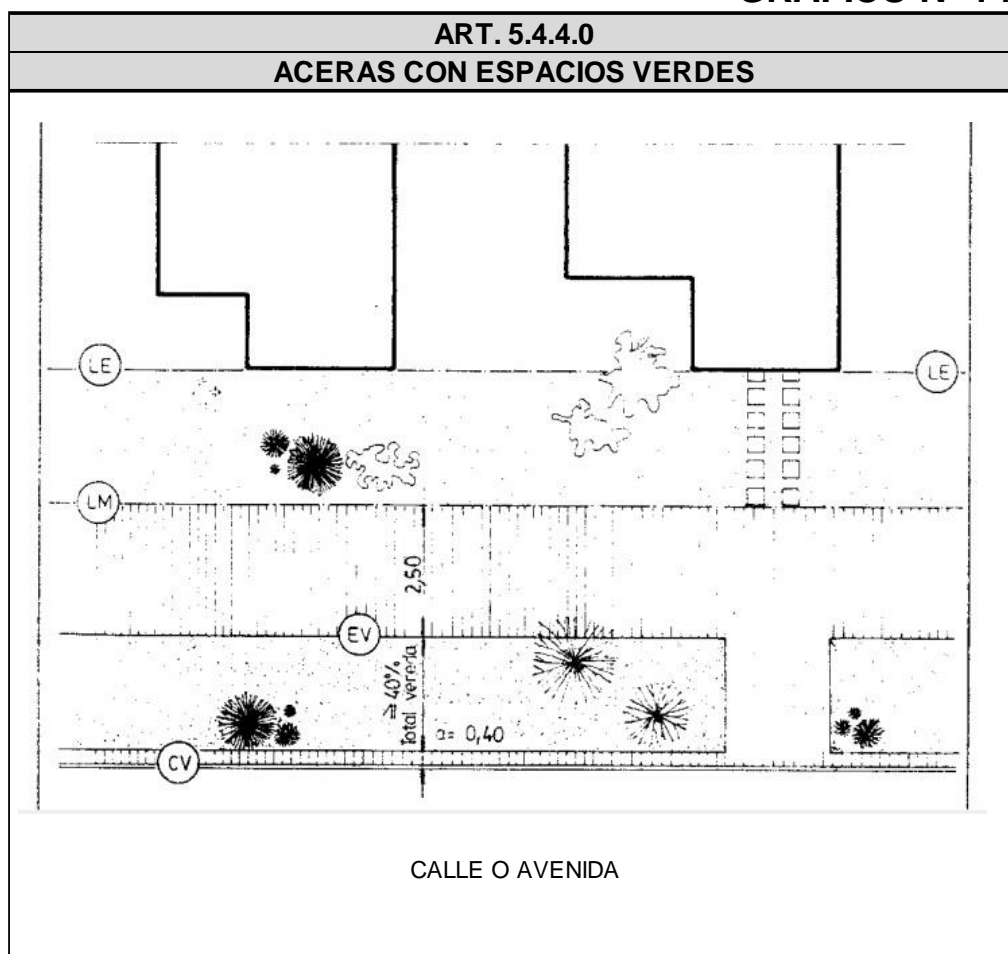 ART. 5.4.4.0
ACERAS CON ESPACIOS VERDES
LE
LE
LM
2,50
EV
≥ 40%
Total vereda
a= 0,40
CV
CALLE O AVENIDA